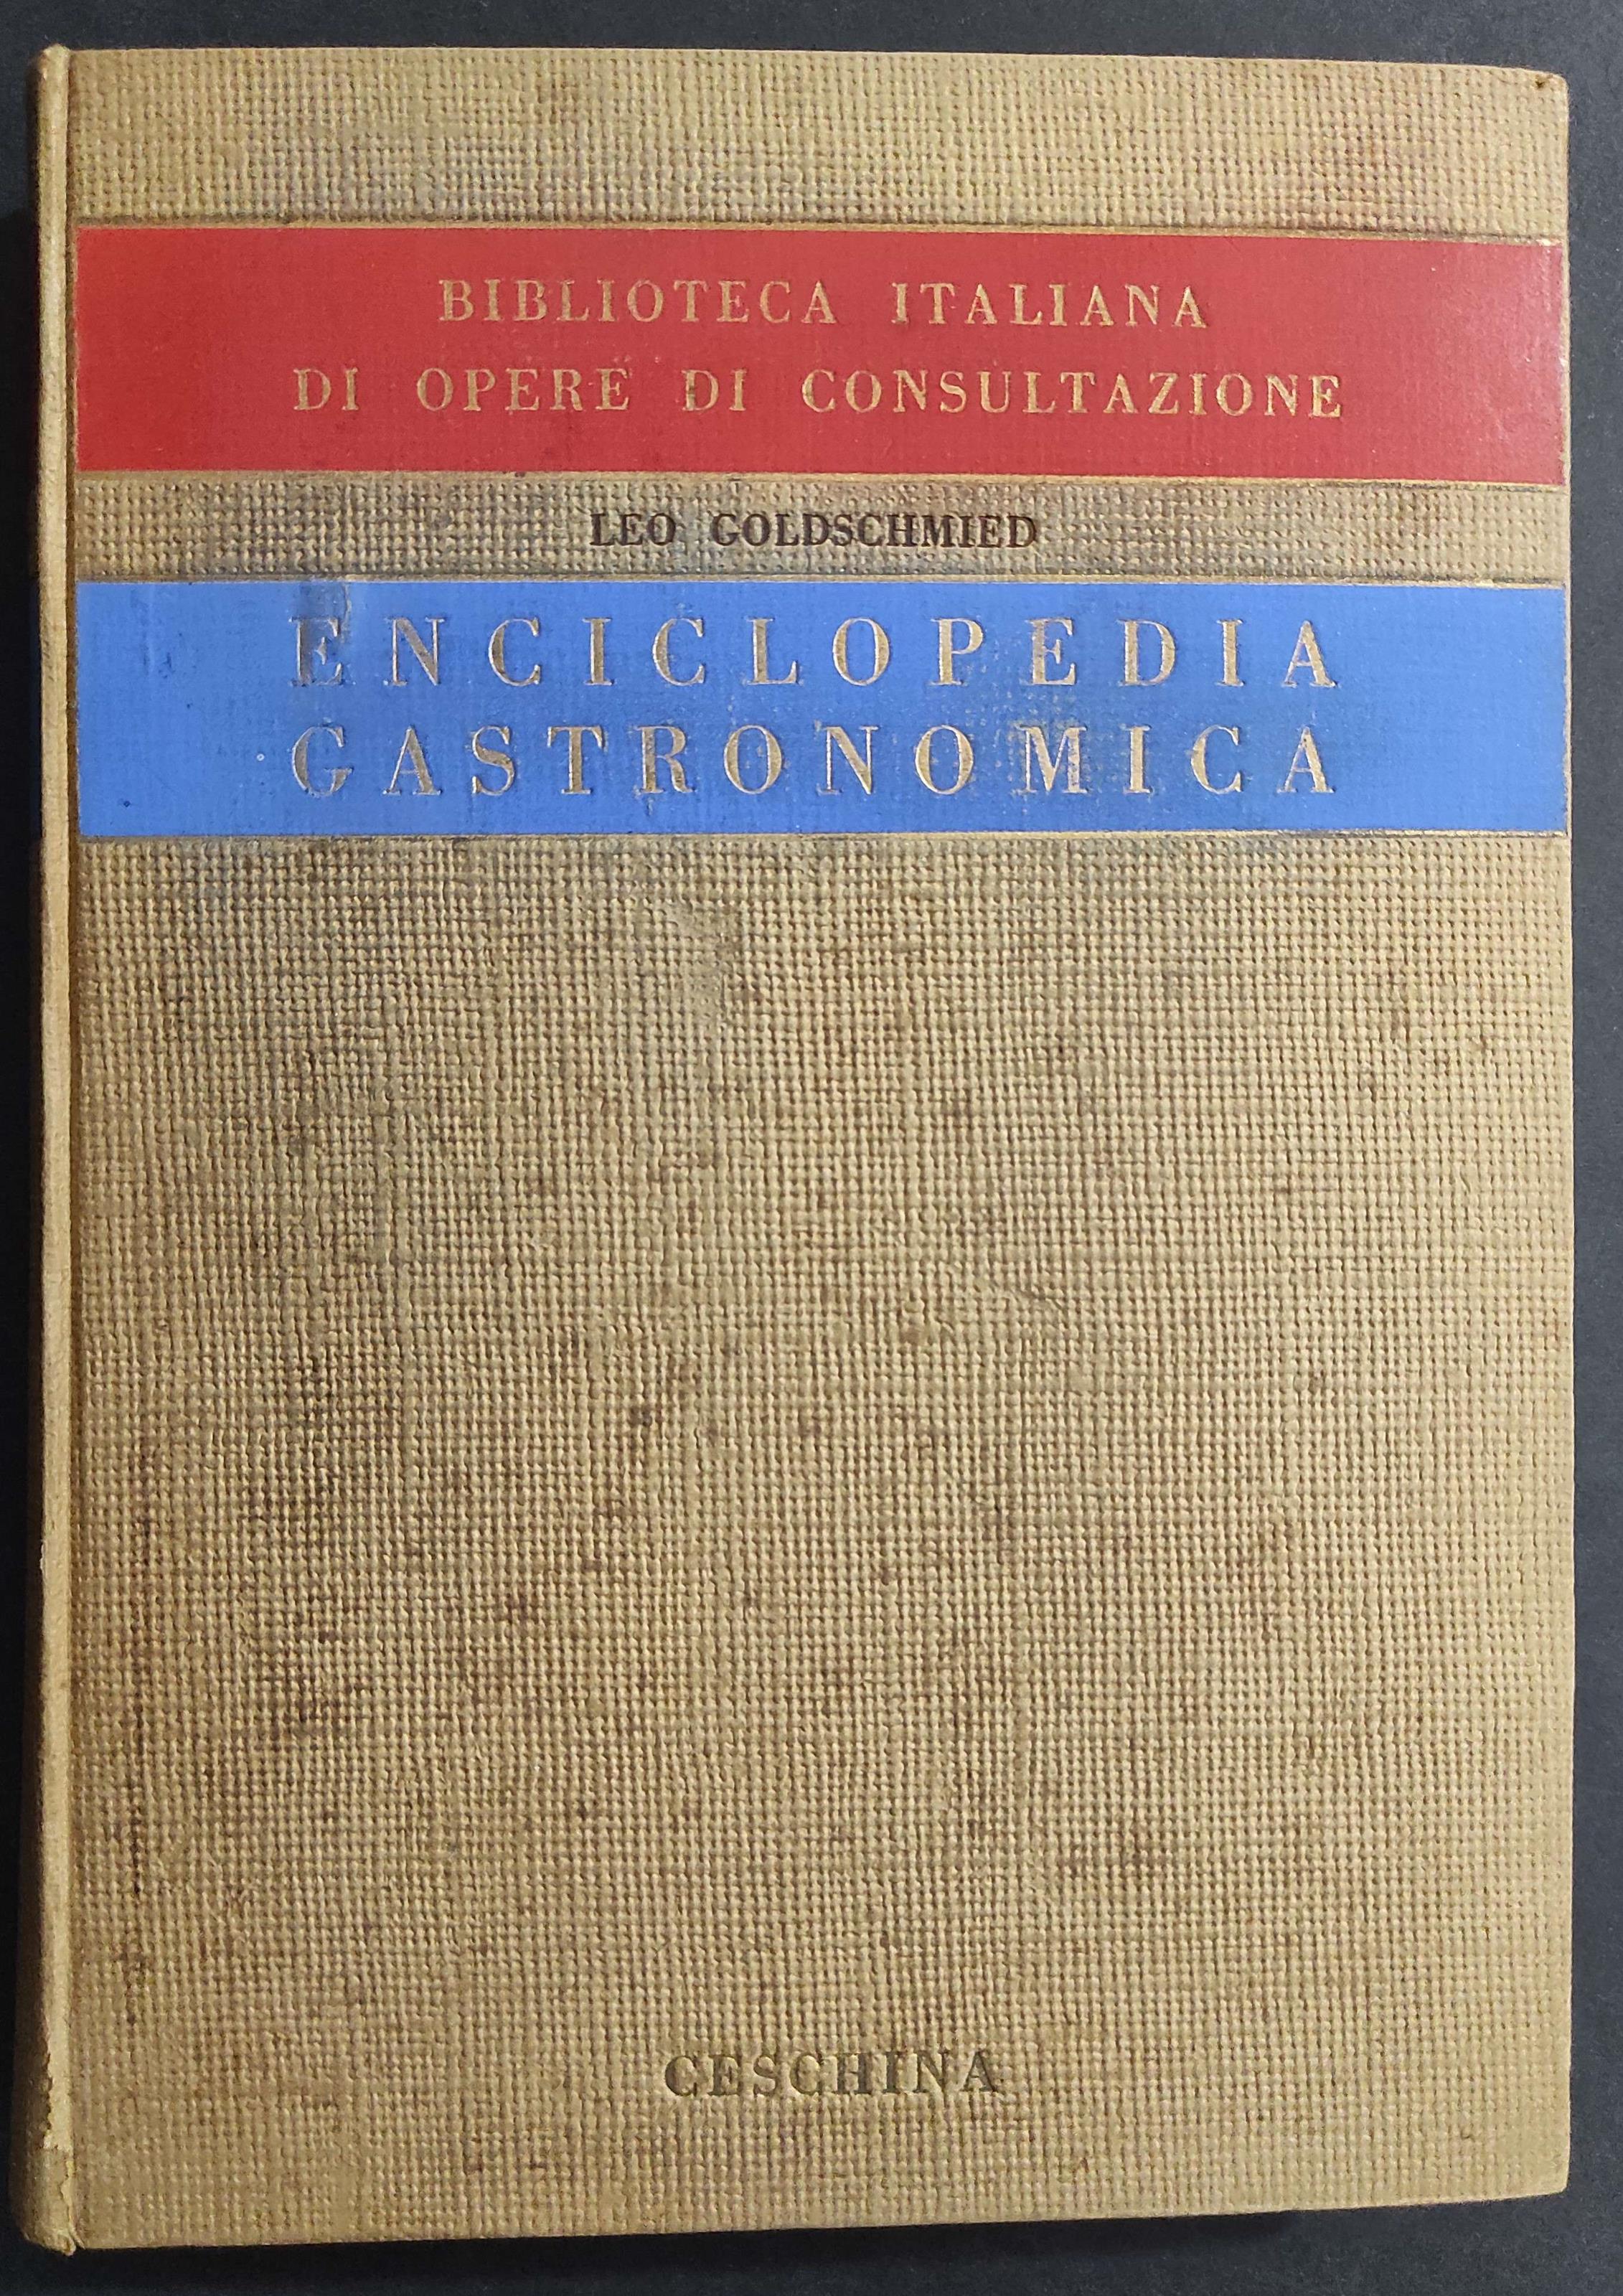 BIBLIOTECA ITALIANA
DI OPERE DI CONSULTAZIONE
LEO GOLDSCHMIED
ENCICLOPEDIA
GASTRONOMICA
CESCHINA